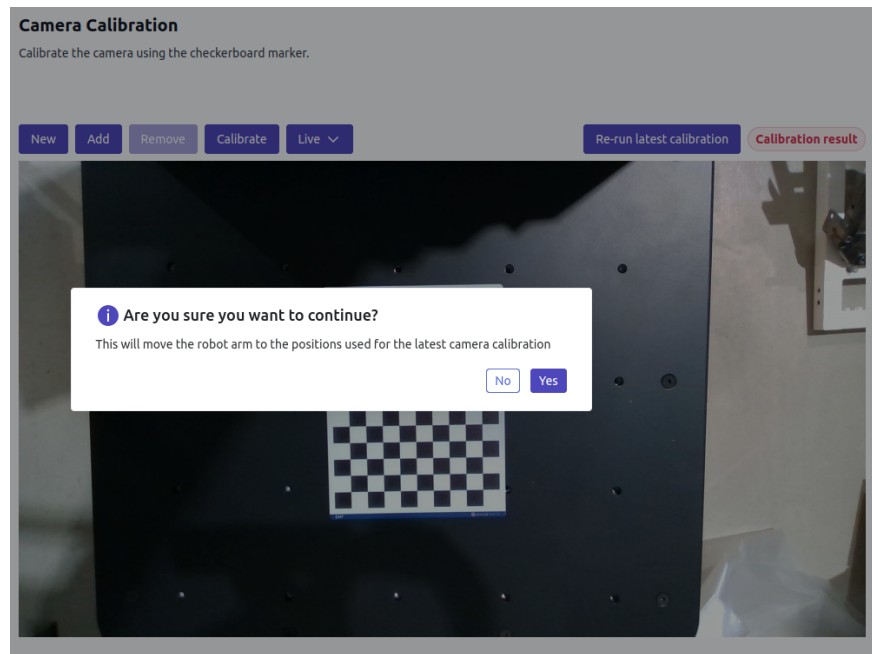 Camera Calibration
Calibrate the camera using the checkerboard marker.
New
Add
Remove
Calibrate
Live
Re-run latest calibration
Calibration result
Are you sure you want to continue?
This will move the robot arm to the positions used for the latest camera calibration
No
Yes